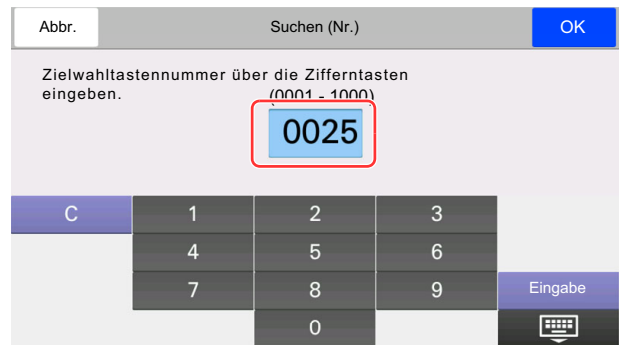 Abbr. Suchen (Nr.) OK
Zielwahltastennummer über die Zifferntasten
eingeben.
(0001 - 1000)
0025
C 1 2 3
4 5 6
7 8 9 Eingabe
0